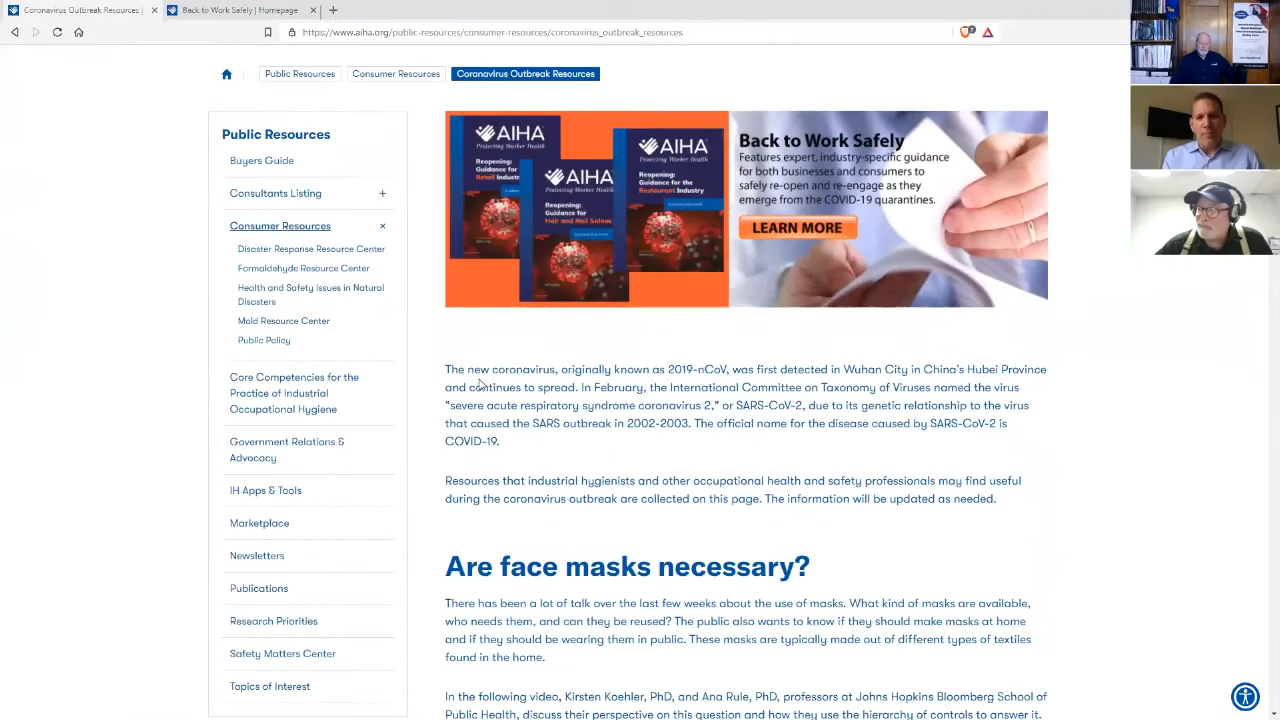 Coronavirus Outbreak Resources
Back to Work Safely | Homepage
https://www.aiha.org/public-resources/consumer-resources/coronavirus_outbreak_resources
Public Resources
Consumer Resources
Coronavirus Outbreak Resources
Public Resources
Buyers Guide
Consultants Listing
Consumer Resources
Disaster Response Resource Center
Formaldehyde Resource Center
Health and Safety Issues in Natural
Disasters
Mold Resource Center
Public Policy
Core Competencies for the
Practice of Industrial
Occupational Hygiene
Government Relations &
Advocacy
IH Apps & Tools
Marketplace
Newsletters
Publications
Research Priorities
Safety Matters Center
Topics of Interest
AIHA
Protecting Worker Health
Reopening:
Guidance for
Retail Industry
AIHA
Protecting Worker Health
Reopening:
Guidance for
Hair and Nail Salons
AIHA
Protecting Worker Health
Reopening:
Guidance for the
Restaurant Industry
Back to Work Safely
Features expert, industry-specific guidance
for both businesses and consumers to
safely re-open and re-engage as they
emerge from the COVID-19 quarantines.
LEARN MORE
The new coronavirus, originally known as 2019-nCoV, was first detected in Wuhan City in China's Hubei Province
and continues to spread. In February, the International Committee on Taxonomy of Viruses named the virus
"severe acute respiratory syndrome coronavirus 2," or SARS-CoV-2, due to its genetic relationship to the virus
that caused the SARS outbreak in 2002-2003. The official name for the disease caused by SARS-CoV-2 is
COVID-19.
Resources that industrial hygienists and other occupational health and safety professionals may find useful
during the coronavirus outbreak are collected on this page. The information will be updated as needed.
Are face masks necessary?
There has been a lot of talk over the last few weeks about the use of masks. What kind of masks are available,
who needs them, and can they be reused? The public also wants to know if they should make masks at home
and if they should be wearing them in public. These masks are typically made out of different types of textiles
found in the home.
In the following video, Kirsten Koehler, PhD, and Ana Rule, PhD, professors at Johns Hopkins Bloomberg School of
Public Health, discuss their perspective on this question and how they use the hierarchy of controls to answer it.